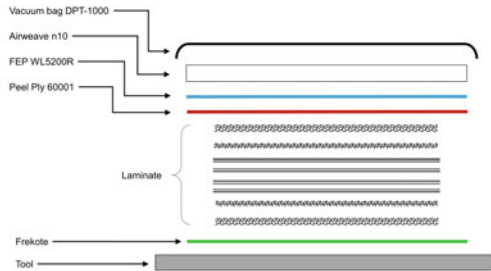 Vacuum bag DPT-1000
Airweave n10
FEP WL5200R
Peel Ply 60001
Laminate
Frekote
Tool